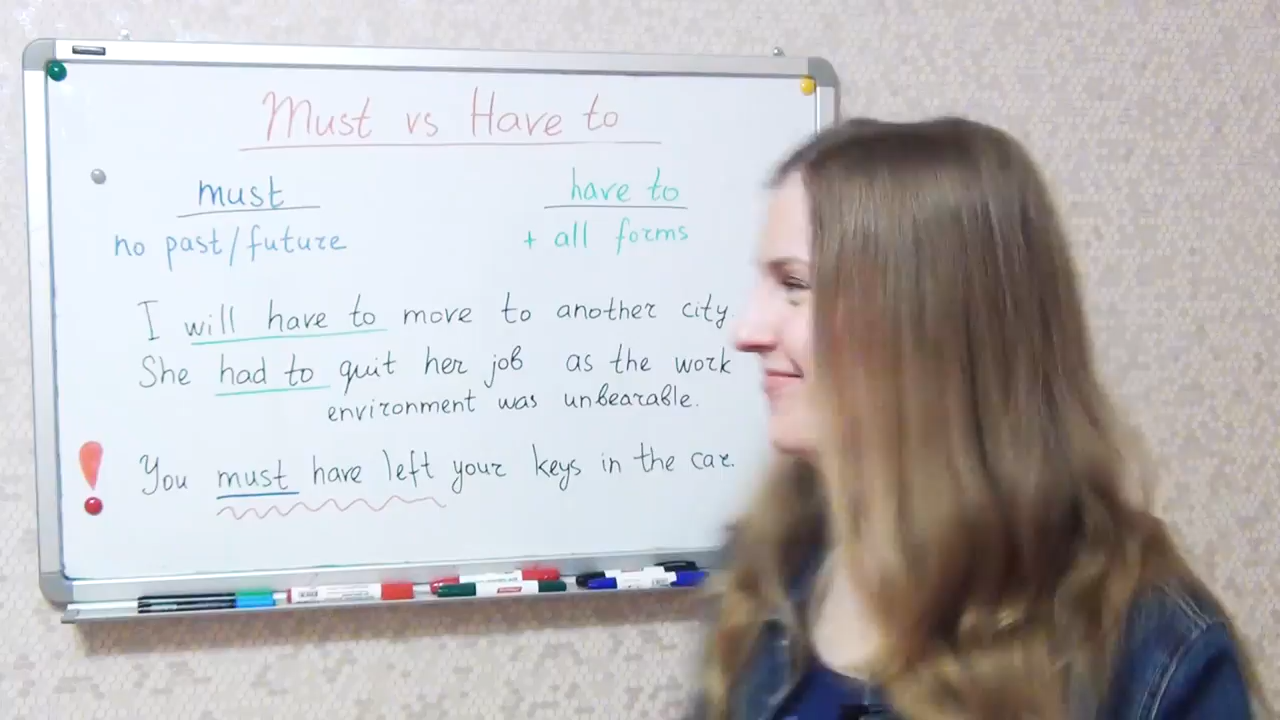 Must vs Have to
must
no past/future
have to
+ all forms
I will have to move to another city.
She had to quit her job as the work
environment was unbearable.
! You must have left your keys in the car.